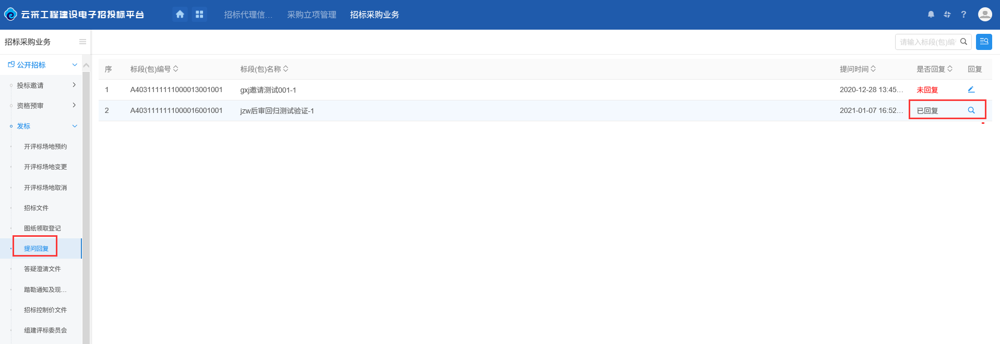 云采工程建设电子招投标平台
招标代理信...
采购立项管理
招标采购业务
?
招标采购业务
请输入标段(包)编号
公开招标
投标邀请
资格预审
发标
开评标场地预约
开评标场地变更
开评标场地取消
招标文件
图纸领取登记
提问回复
答疑澄清文件
踏勘通知及现...
招标控制价文件
组建评标委员会
序 标段(包)编号 标段(包)名称 提问时间 是否回复 回复
1 A4031111111000013001001 gxj邀请测试001-1 2020-12-28 13:45... 未回复
2 A4031111111000016001001 jzw后审回归测试验证-1 2021-01-07 16:52... 已回复